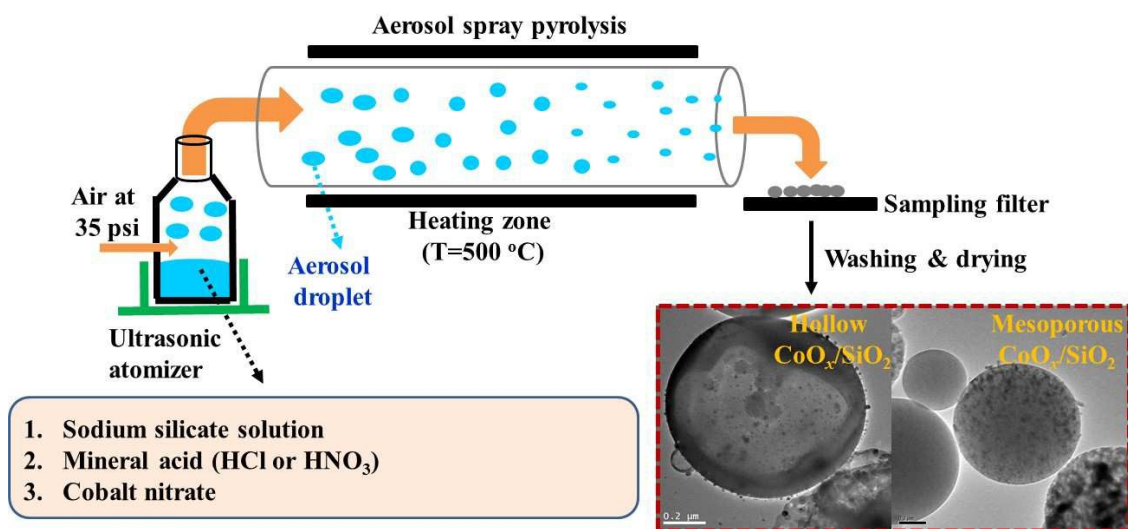 Aerosol spray pyrolysis
Air at
35 psi
Heating zone
(T=500 °C)
Aerosol
droplet
Sampling filter
Washing & drying
Ultrasonic
atomizer
1. Sodium silicate solution
2. Mineral acid (HCl or HNO₃)
3. Cobalt nitrate
Hollow
CoOₓ/SiO₂
Mesoporous
CoOₓ/SiO₂
0.2 μm